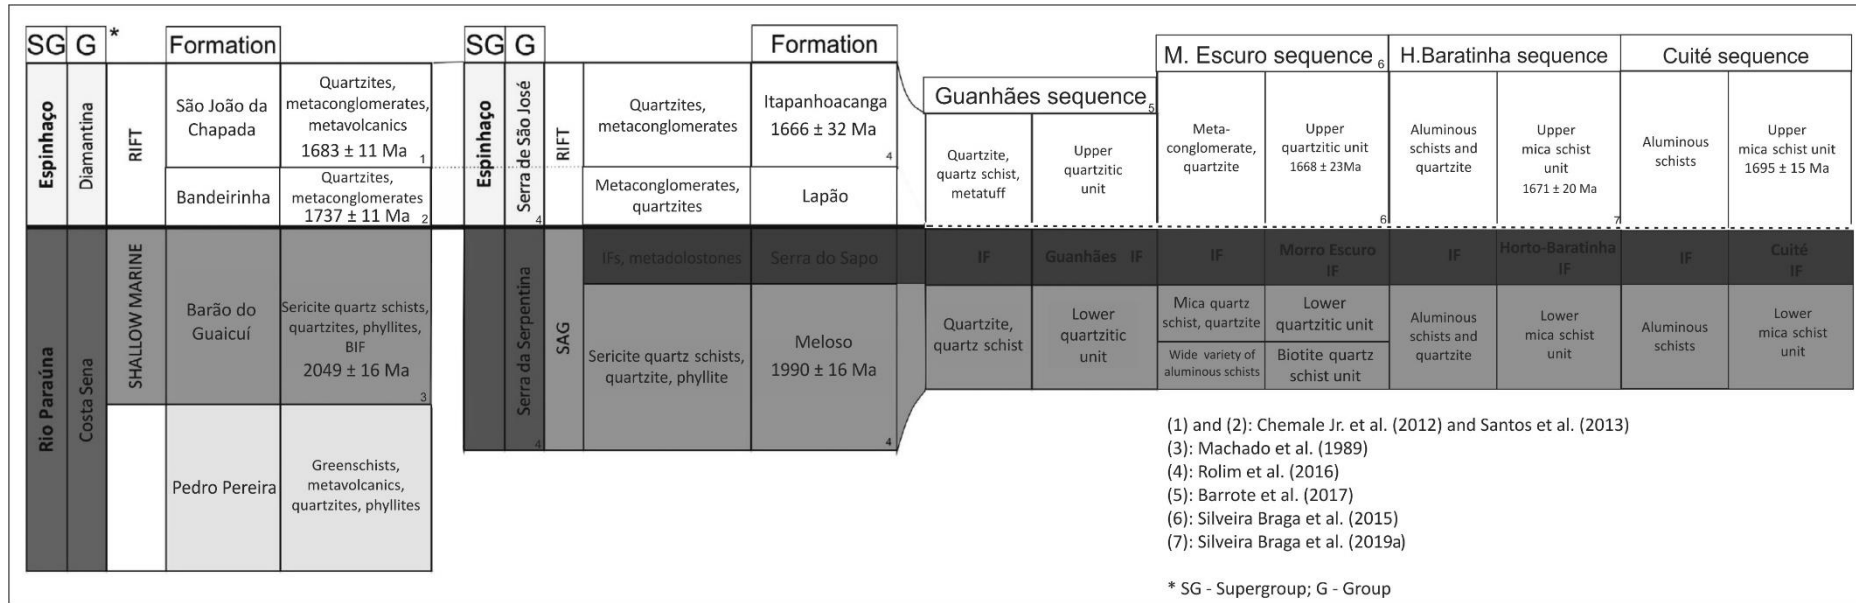 SG G *
Formation
Espinhaço
Diamantina
RIFT
São João da
Chapada
Quartzites,
metaconglomerates,
metavolcanics
1683 ± 11 Ma 1
Bandeirinha
Quartzites,
metaconglomerates
1737 ± 11 Ma 2
Rio Paraúna
Costa Sena
SHALLOW MARINE
Barão do
Guaicuí
Sericite quartz schists,
quartzites, phyllites,
BIF
2049 ± 16 Ma
3
Pedro Pereira
Greenschists,
metavolcanics,
quartzites, phyllites
SG G
Formation
Espinhaço
Serra de São José
4
RIFT
Quartzites,
metaconglomerates
Itapanhoacanga
1666 ± 32 Ma
4
Metaconglomerates,
quartzites
Lapão
Serra da Serpentina
4
SAG
IFs, metadolostones
Serra do Sapo
Sericite quartz schists,
quartzite, phyllite
Meloso
1990 ± 16 Ma
4
Guanhães sequence 5
Quartzite,
quartz schist,
metatuff
Upper
quartzitic
unit
IF
Guanhães IF
Quartzite,
quartz schist
Lower
quartzitic
unit
M. Escuro sequence 6
Meta-
conglomerate,
quartzite
Upper
quartzitic unit
1668 ± 23Ma
6
IF
Morro Escuro
IF
Mica quartz
schist, quartzite
Lower
quartzitic unit
Wide variety of
aluminous schists
Biotite quartz
schist unit
H.Baratinha sequence
Aluminous
schists and
quartzite
Upper
mica schist
unit
1671 ± 20 Ma
7
IF
Horto-Baratinha
IF
Aluminous
schists and
quartzite
Lower
mica schist
unit
Cuité sequence
Aluminous
schists
Upper
mica schist unit
1695 ± 15 Ma
IF
Cuité
IF
Aluminous
schists
Lower
mica schist
unit
(1) and (2): Chemale Jr. et al. (2012) and Santos et al. (2013)
(3): Machado et al. (1989)
(4): Rolim et al. (2016)
(5): Barrote et al. (2017)
(6): Silveira Braga et al. (2015)
(7): Silveira Braga et al. (2019a)
* SG - Supergroup; G - Group